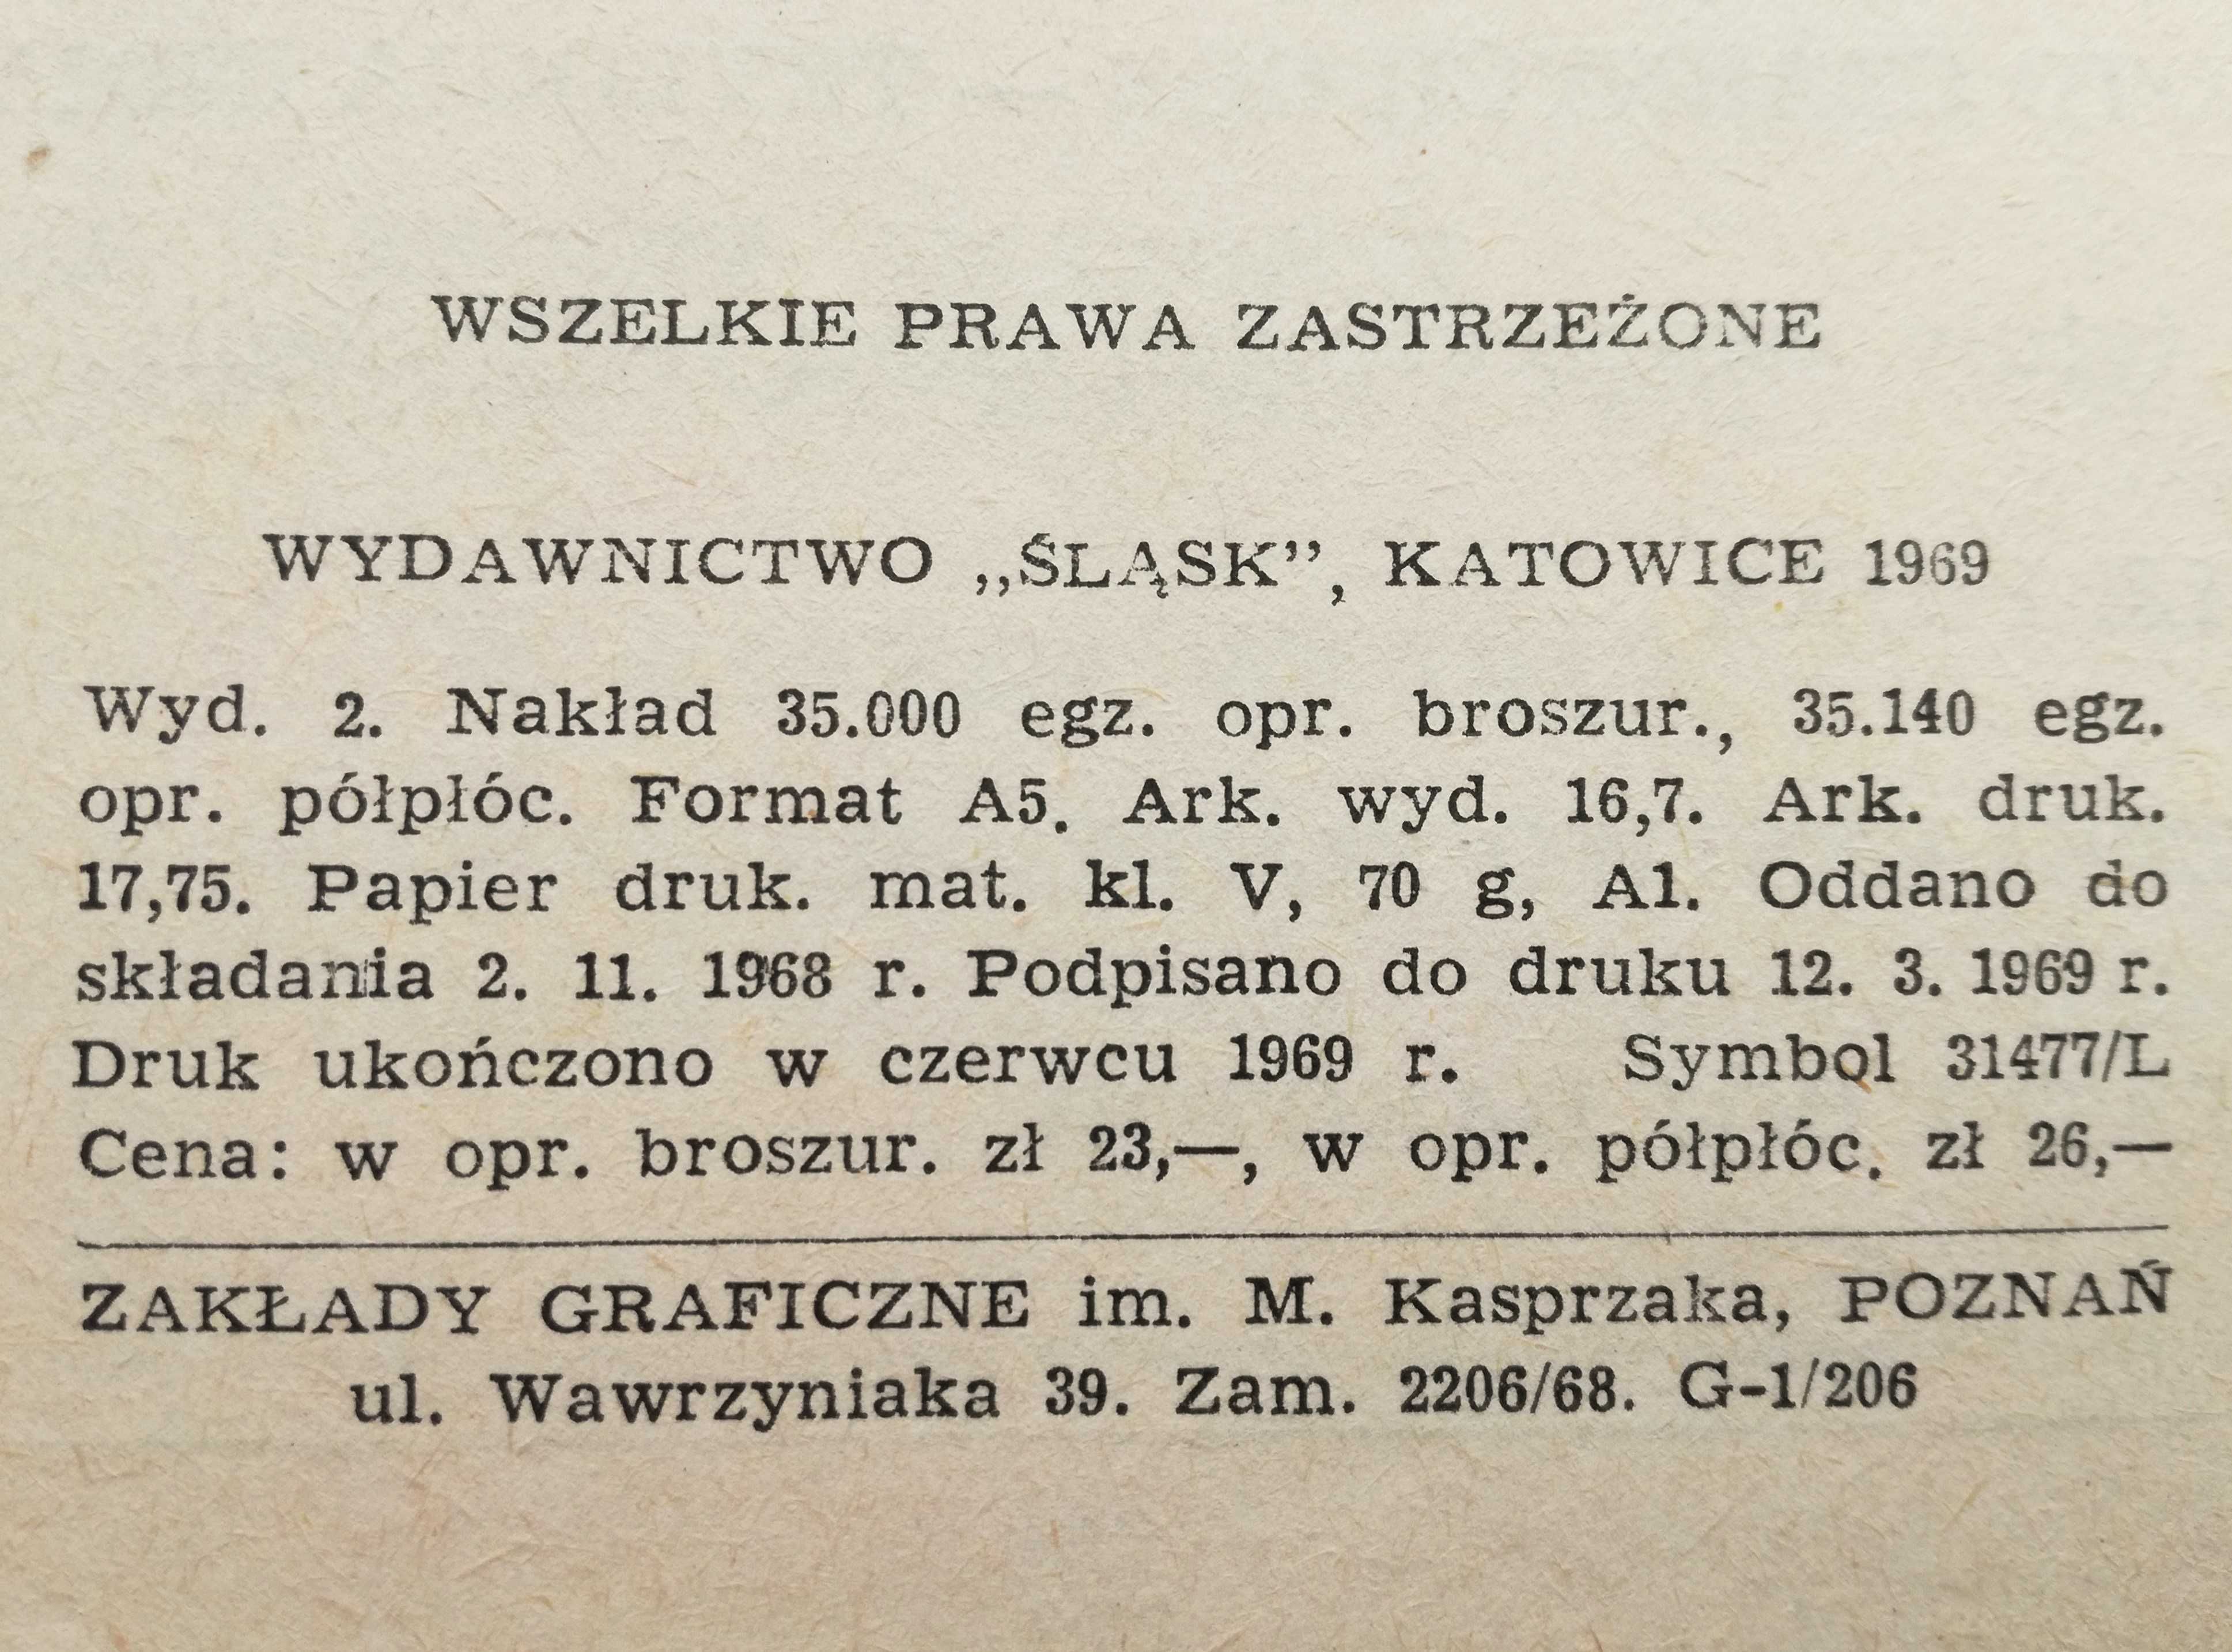 WSZELKIE PRAWA ZASTRZEŻONE
WYDAWNICTWO „ŚLĄSK”, KATOWICE 1969
Wyd. 2. Nakład 35.000 egz. opr. broszur., 35.140 egz.
opr. półpłóc. Format A5. Ark. wyd. 16,7. Ark. druk.
17,75. Papier druk. mat. kl. V, 70 g, A1. Oddano do
składania 2. 11. 1968 r. Podpisano do druku 12. 3. 1969 r.
Druk ukończono w czerwcu 1969 r. Symbol 31477/L
Cena: w opr. broszur. zł 23,—, w opr. półpłóc. zł 26,—
ZAKŁADY GRAFICZNE im. M. Kasprzaka, POZNAŃ
ul. Wawrzyniaka 39. Zam. 2206/68. G-1/206